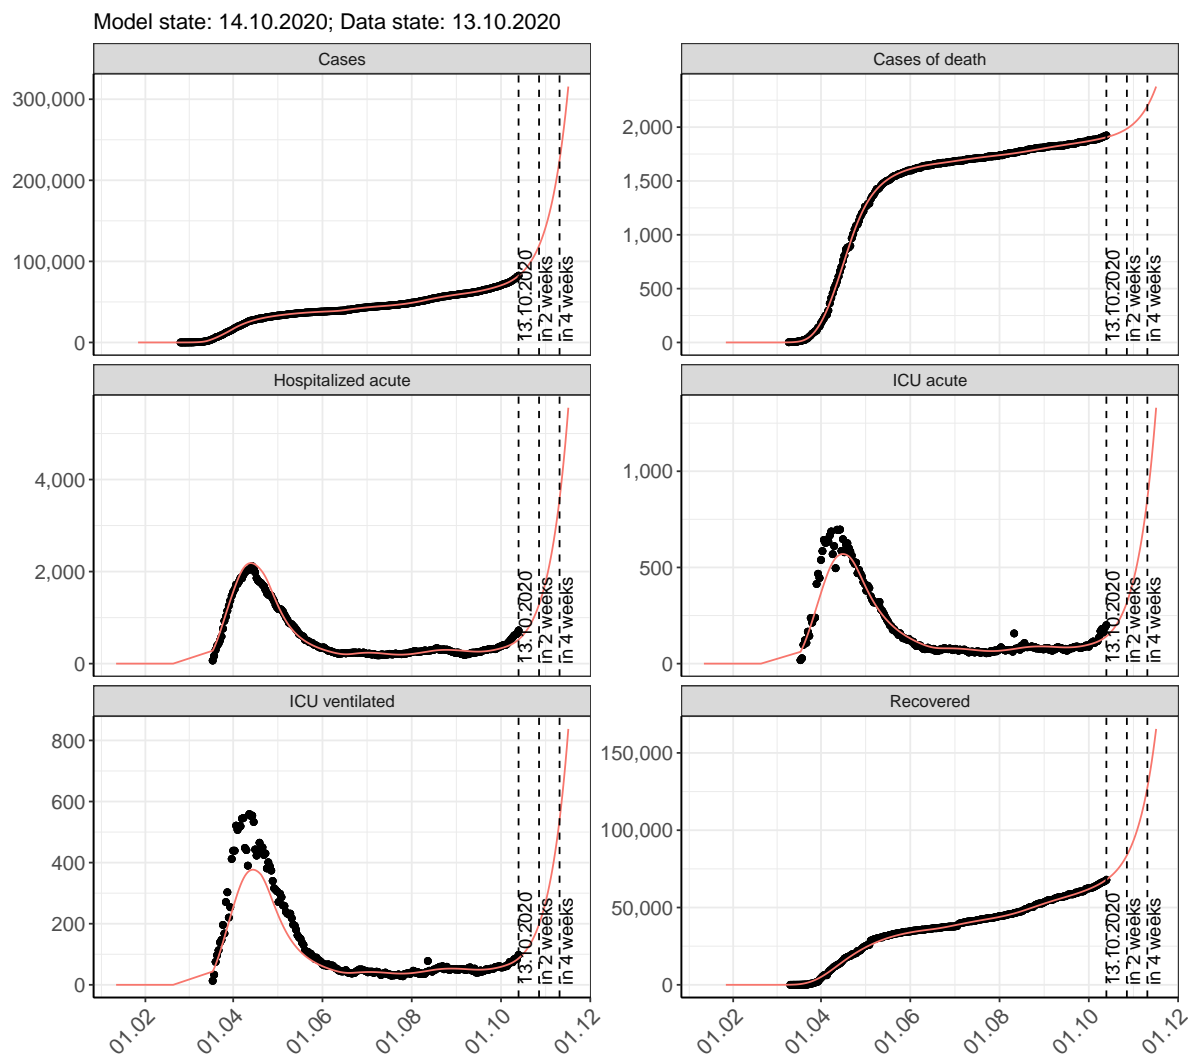 Model state: 14.10.2020; Data state: 13.10.2020
Cases
Cases of death
300,000
200,000
100,000
0
13.10.2020
in 2 weeks
in 4 weeks
2,000
1,500
1,000
500
0
13.10.2020
in 2 weeks
in 4 weeks
Hospitalized acute
ICU acute
4,000
2,000
0
13.10.2020
in 2 weeks
in 4 weeks
1,000
500
0
13.10.2020
in 2 weeks
in 4 weeks
ICU ventilated
Recovered
800
600
400
200
0
13.10.2020
in 2 weeks
in 4 weeks
150,000
100,000
50,000
0
13.10.2020
in 2 weeks
in 4 weeks
01.02
01.04
01.06
01.08
01.10
01.12
01.02
01.04
01.06
01.08
01.10
01.12